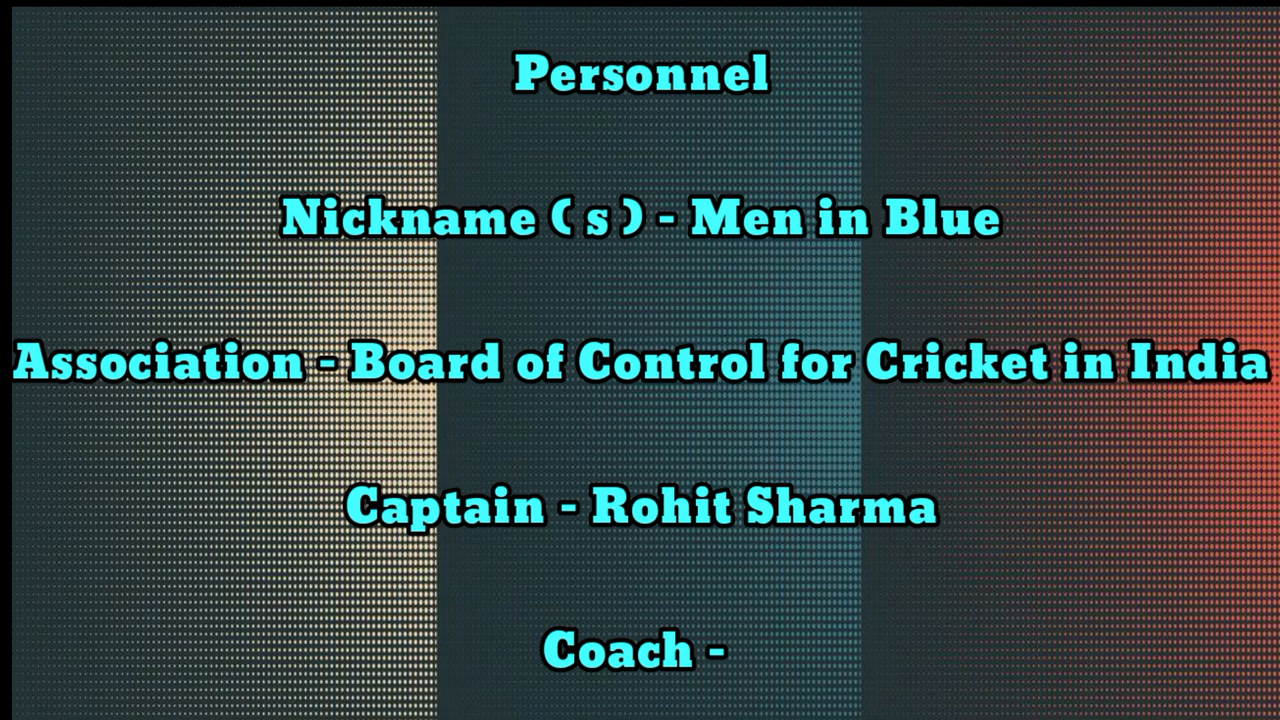 Personnel
Nickname ( s ) - Men in Blue
Association - Board of Control for Cricket in India
Captain - Rohit Sharma
Coach -